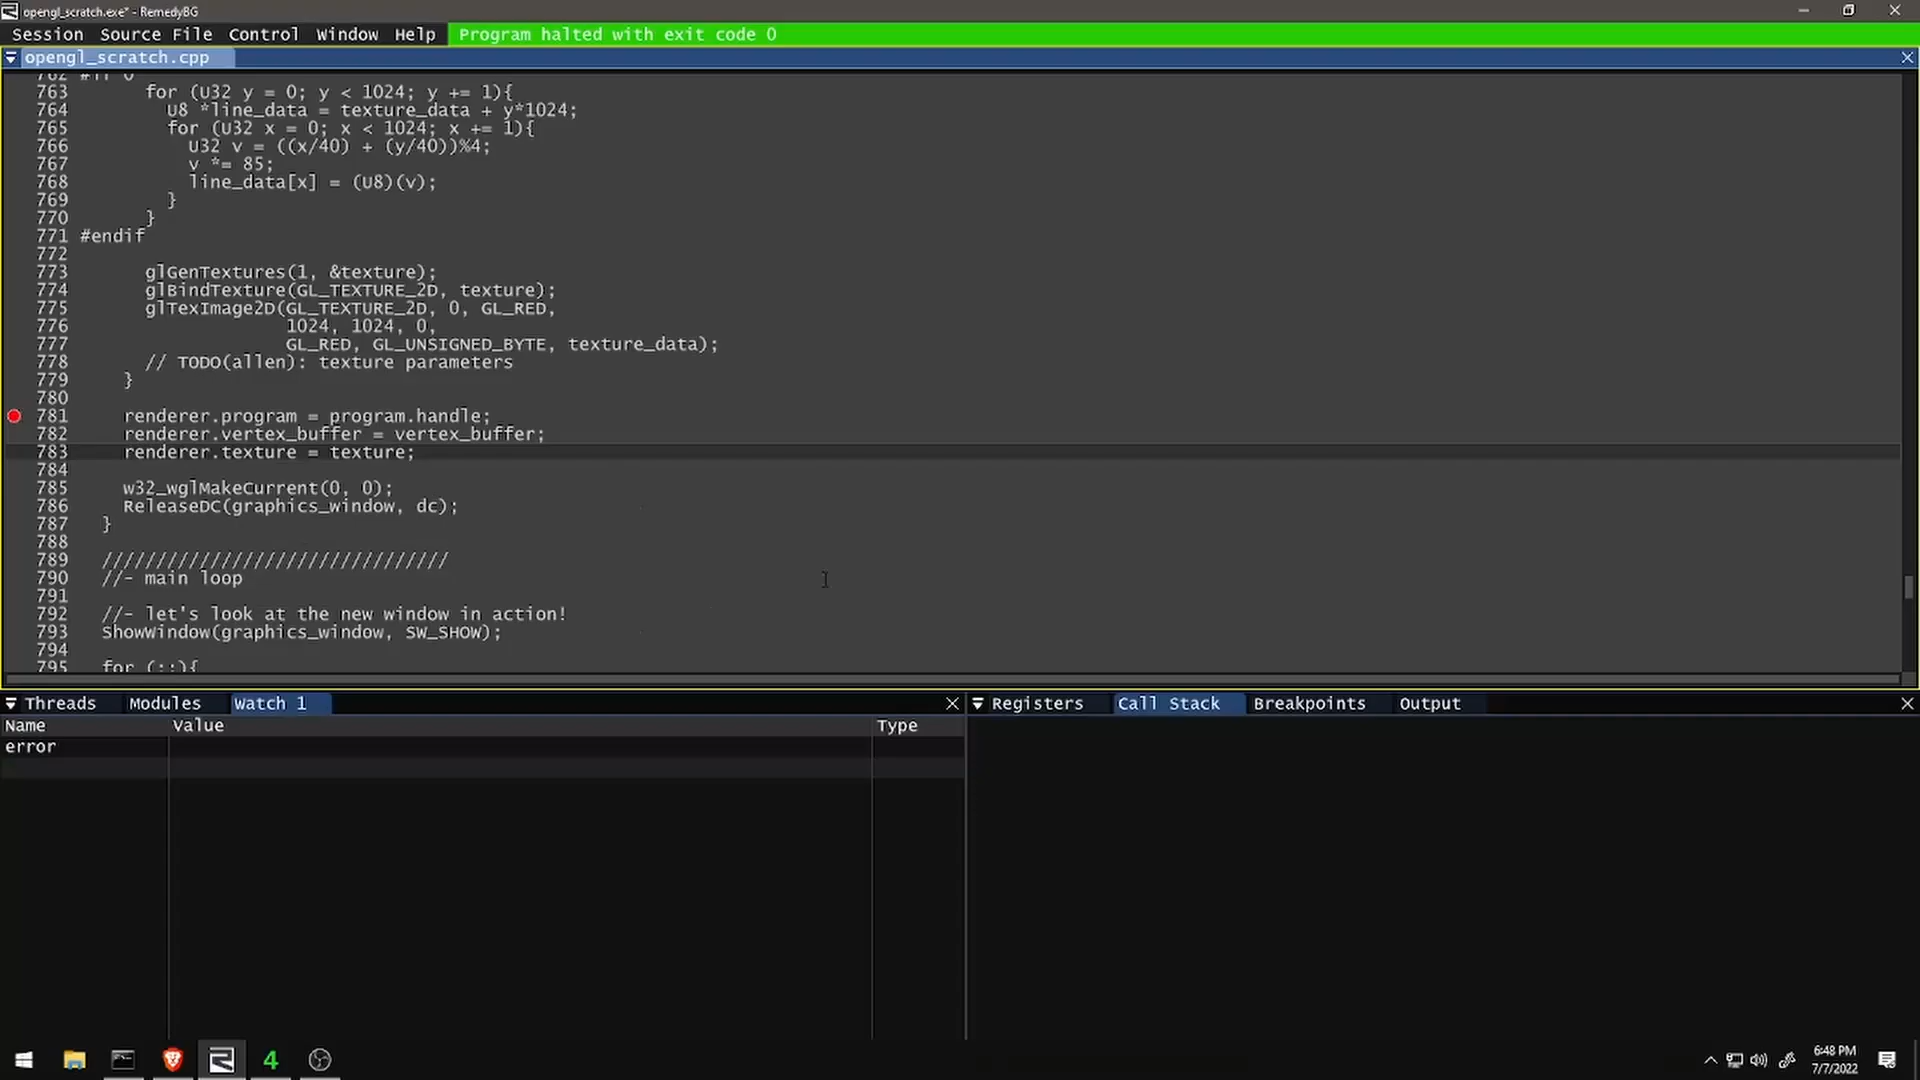 opengl_scratch.exe* - RemedyBG
Session Source File Control Window Help Program halted with exit code 0
opengl_scratch.cpp
762 #if 0
763 for (U32 y = 0; y < 1024; y += 1){
764 U8 *line_data = texture_data + y*1024;
765 for (U32 x = 0; x < 1024; x += 1){
766 U32 v = ((x/40) + (y/40))%4;
767 v *= 85;
768 line_data[x] = (U8)(v);
769 }
770 }
771 #endif
772
773 glGenTextures(1, &texture);
774 glBindTexture(GL_TEXTURE_2D, texture);
775 glTexImage2D(GL_TEXTURE_2D, 0, GL_RED,
776 1024, 1024, 0,
777 GL_RED, GL_UNSIGNED_BYTE, texture_data);
778 // TODO(allen): texture parameters
779 }
780
781 renderer.program = program.handle;
782 renderer.vertex_buffer = vertex_buffer;
783 renderer.texture = texture;
784
785 w32_wglMakeCurrent(0, 0);
786 ReleaseDC(graphics_window, dc);
787 }
788
789 ////////////////////////////////
790 //- main loop
791
792 //- let's look at the new window in action!
793 ShowWindow(graphics_window, SW_SHOW);
794
795 for (;;){
Threads Modules Watch 1
Name Value Type
error
Registers Call Stack Breakpoints Output
4
6:48 PM
7/7/2022